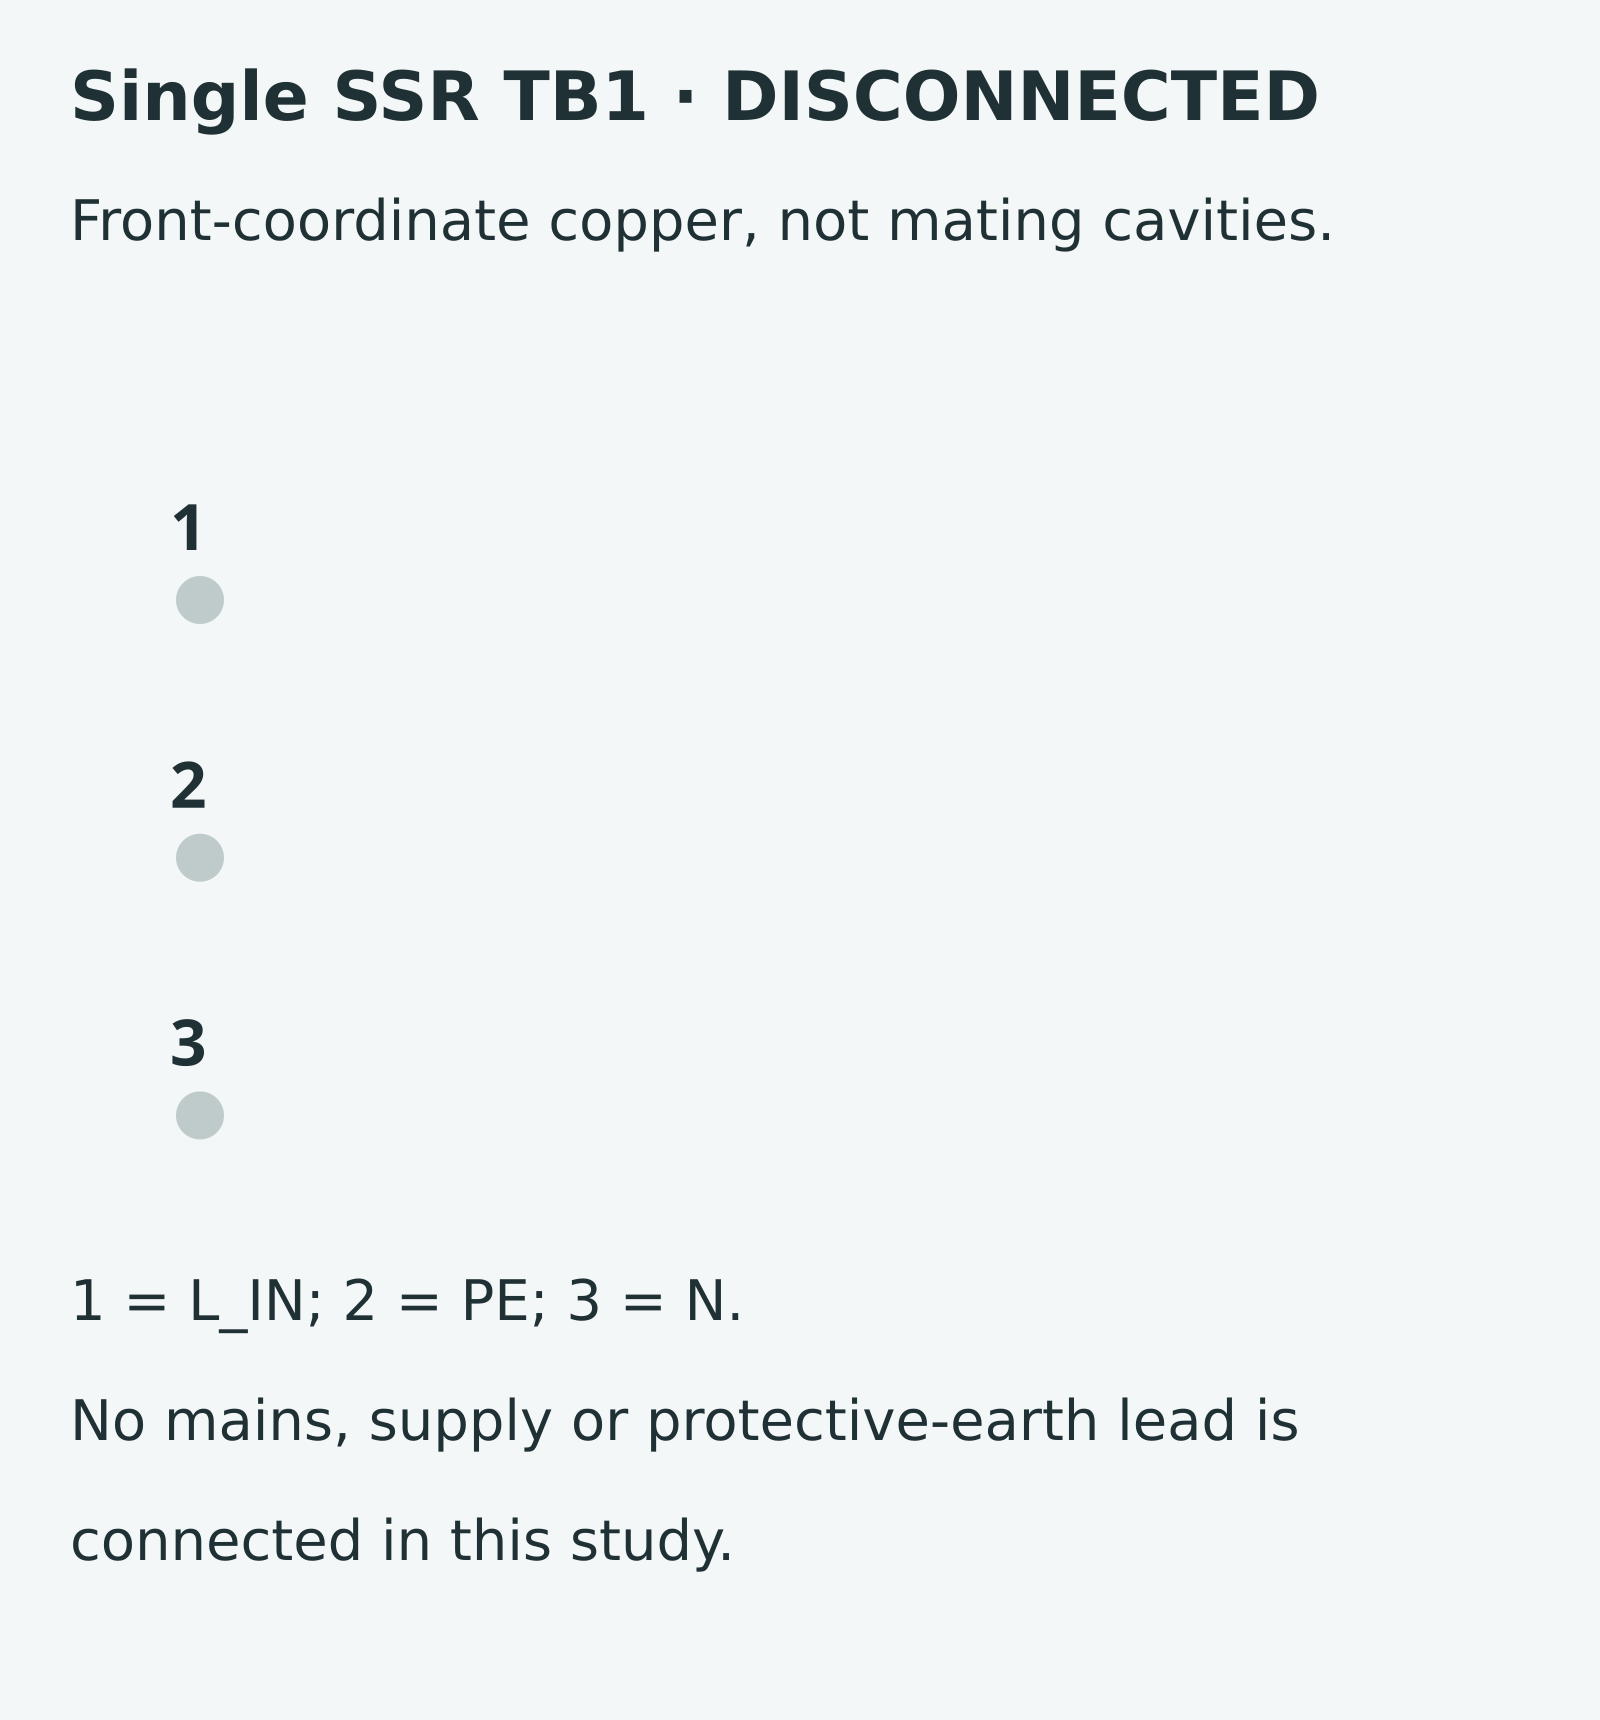 Single SSR TB1 · DISCONNECTED
Front-coordinate copper, not mating cavities.
1
2
3
1 = L_IN; 2 = PE; 3 = N.
No mains, supply or protective-earth lead is
connected in this study.